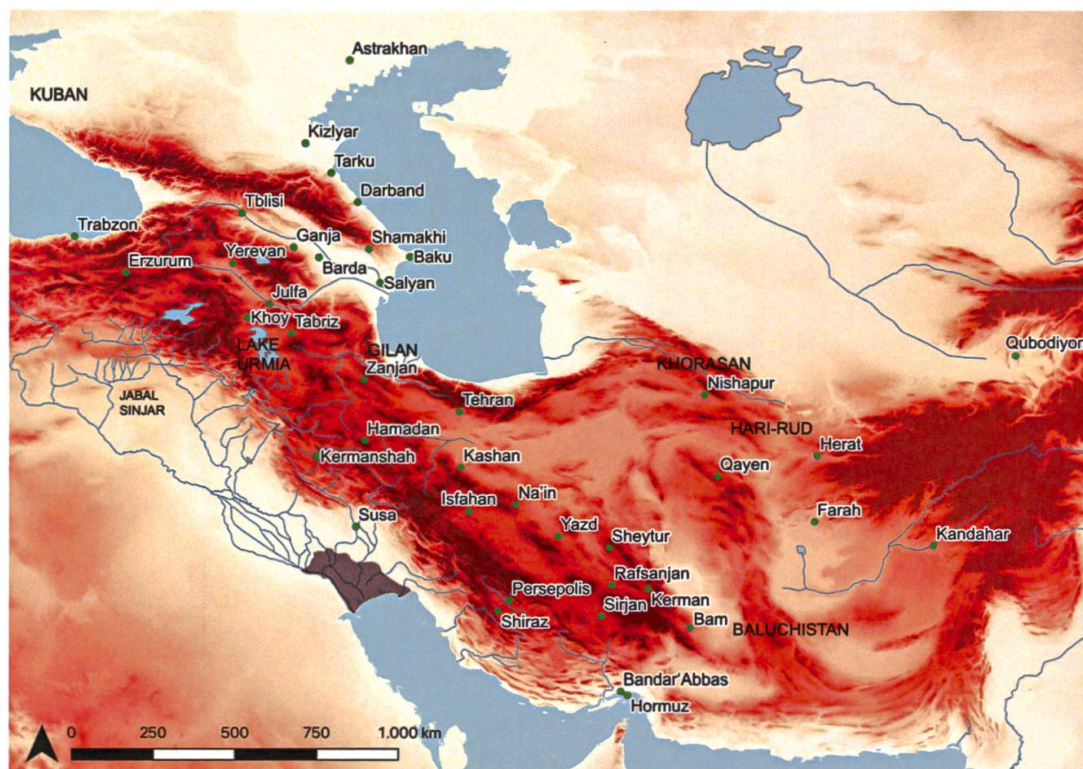 Astrakhan
KUBAN
Kizlyar
Tarku
Darband
Tblisi
Trabzon
Ganja
Shamakhi
Yerevan
Erzurum
Barda
Baku
Salyan
Julfa
Khoy
Tabriz
LAKE
URMIA
GILAN
Zanjan
Qubodiyon
KHORASAN
Nishapur
JABAL
SINJAR
Tehran
HARI-RUD
Hamadan
Herat
Kermanshah
Kashan
Qayen
Isfahan
Na'in
Farah
Susa
Yazd
Sheytur
Kandahar
Rafsanjan
Persepolis
Kerman
Sirjan
Shiraz
Bam
BALUCHISTAN
Bandar'Abbas
Hormuz
0 250 500 750 1.000 km